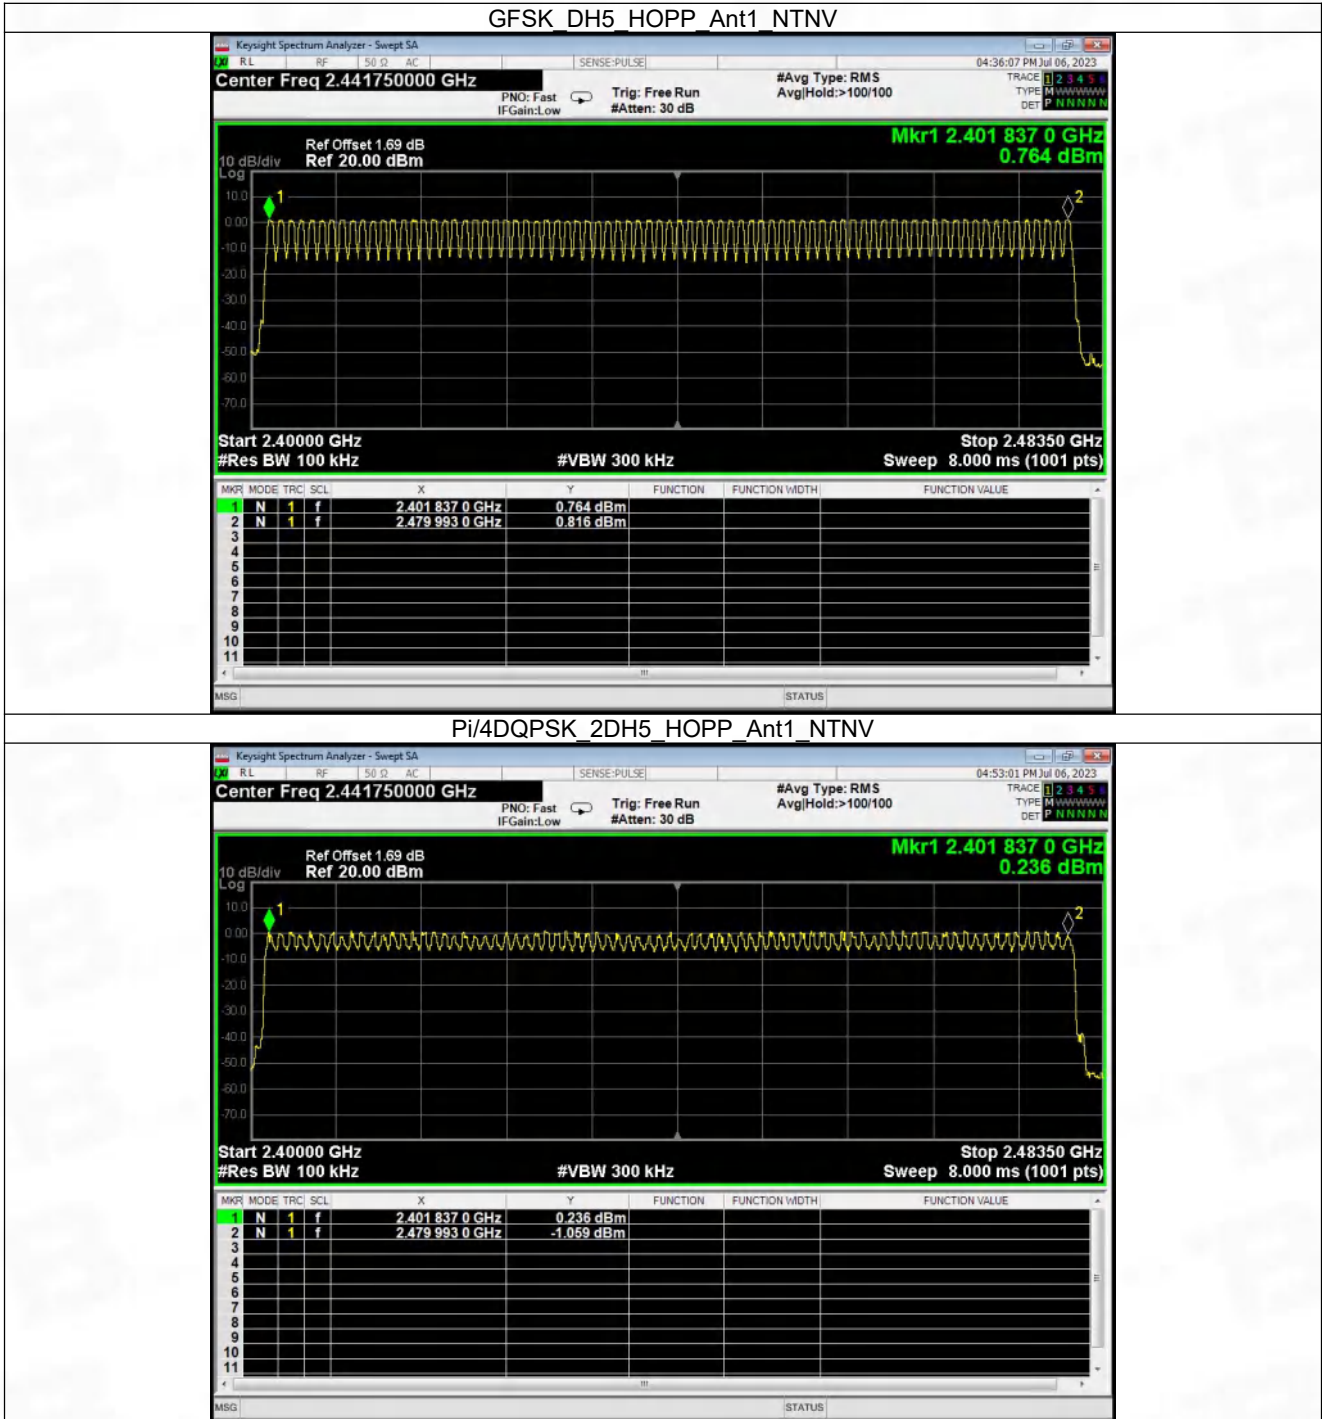 GFSK_DH5_HOPP_Ant1_NTNV
Keysight Spectrum Analyzer - Swept SA
RL RF 50 Ω AC SENSE:PULSE 04:36:07 PM Jul 06, 2023
Center Freq 2.441750000 GHz #Avg Type: RMS TRACE 1 2 3 4 5 6
PNO: Fast Trig: Free Run Avg|Hold:>100/100 TYPE M WWWWW
IFGain:Low #Atten: 30 dB DET P N N N N N
Mkr1 2.401 837 0 GHz
0.764 dBm
Ref Offset 1.69 dB
10 dB/div Ref 20.00 dBm
Log
10.0
0.00
-10.0
-20.0
-30.0
-40.0
-50.0
-60.0
-70.0
1
2
Start 2.40000 GHz Stop 2.48350 GHz
#Res BW 100 kHz #VBW 300 kHz Sweep 8.000 ms (1001 pts)
MKR MODE TRC SCL X Y FUNCTION FUNCTION WIDTH FUNCTION VALUE
1 N 1 f 2.401 837 0 GHz 0.764 dBm
2 N 1 f 2.479 993 0 GHz 0.816 dBm
3
4
5
6
7
8
9
10
11
MSG STATUS
Pi/4DQPSK_2DH5_HOPP_Ant1_NTNV
Keysight Spectrum Analyzer - Swept SA
RL RF 50 Ω AC SENSE:PULSE 04:53:01 PM Jul 06, 2023
Center Freq 2.441750000 GHz #Avg Type: RMS TRACE 1 2 3 4 5 6
PNO: Fast Trig: Free Run Avg|Hold:>100/100 TYPE M WWWWW
IFGain:Low #Atten: 30 dB DET P N N N N N
Mkr1 2.401 837 0 GHz
0.236 dBm
Ref Offset 1.69 dB
10 dB/div Ref 20.00 dBm
Log
10.0
0.00
-10.0
-20.0
-30.0
-40.0
-50.0
-60.0
-70.0
1
2
Start 2.40000 GHz Stop 2.48350 GHz
#Res BW 100 kHz #VBW 300 kHz Sweep 8.000 ms (1001 pts)
MKR MODE TRC SCL X Y FUNCTION FUNCTION WIDTH FUNCTION VALUE
1 N 1 f 2.401 837 0 GHz 0.236 dBm
2 N 1 f 2.479 993 0 GHz -1.059 dBm
3
4
5
6
7
8
9
10
11
MSG STATUS